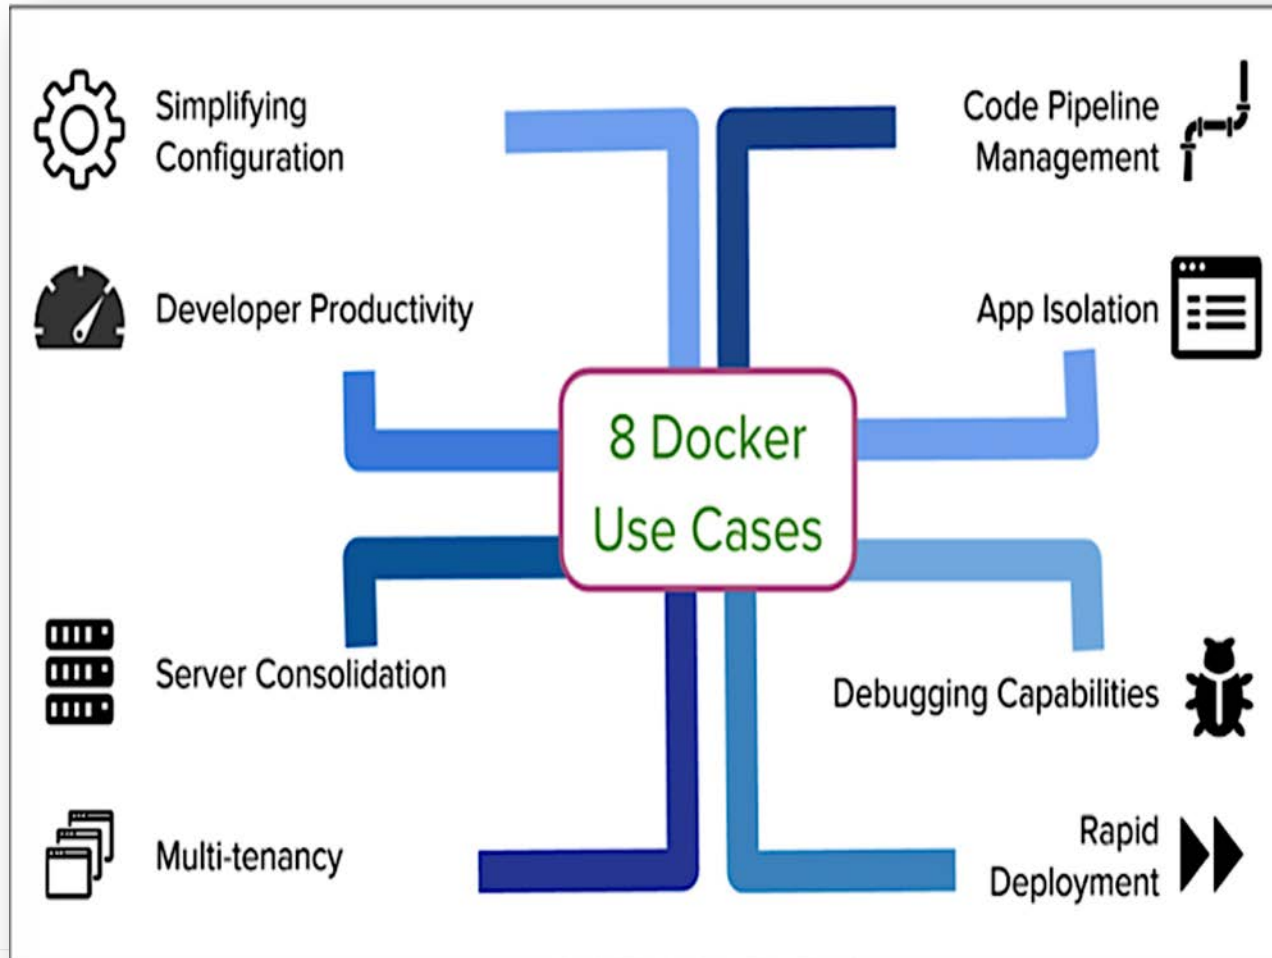 Simplifying
Configuration
Code Pipeline
Management
Developer Productivity
App Isolation
8 Docker
Use Cases
Server Consolidation
Debugging Capabilities
Multi-tenancy
Rapid
Deployment